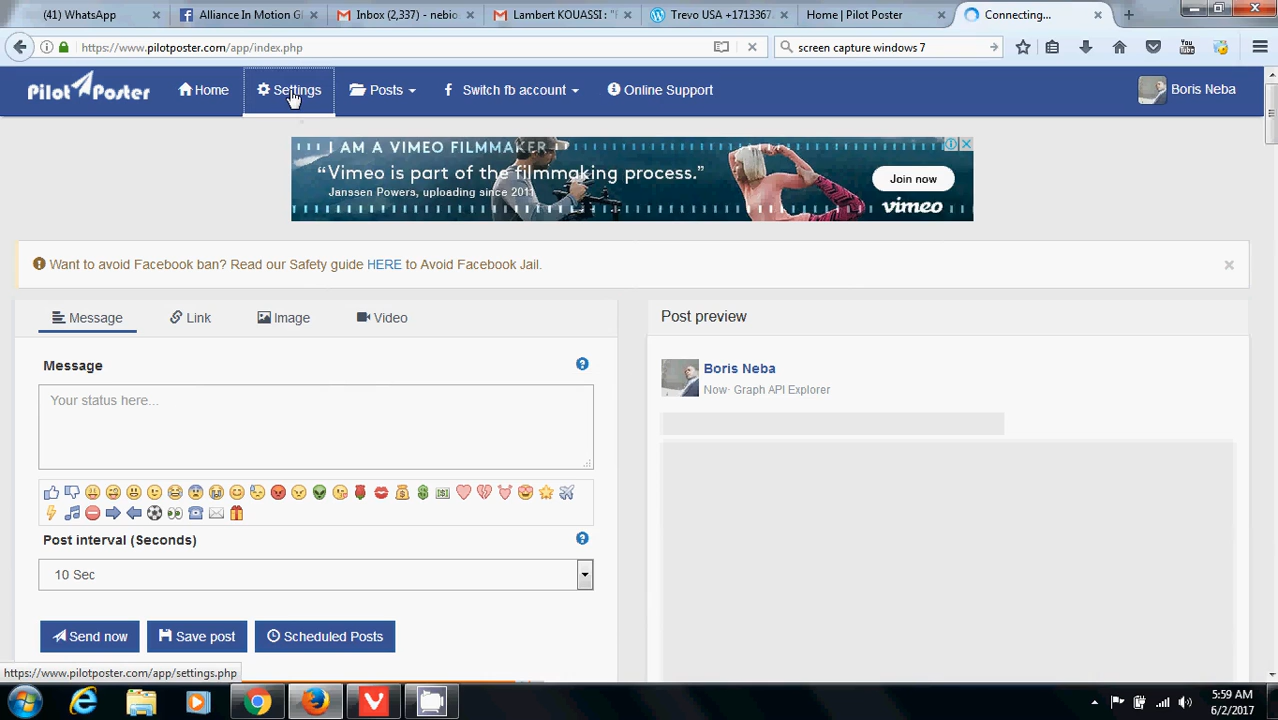 (41) WhatsApp
Alliance In Motion Gl
Inbox (2,337) - nebio
Lambert KOUASSI : "F
Trevo USA +1713367
Home | Pilot Poster
Connecting...
https://www.pilotposter.com/app/index.php
screen capture windows 7
Pilot Poster
Home
Settings
Posts
Switch fb account
Online Support
Boris Neba
I AM A VIMEO FILMMAKER
“Vimeo is part of the filmmaking process.”
Janssen Powers, uploading since 2011
Join now
vimeo
Want to avoid Facebook ban? Read our Safety guide HERE to Avoid Facebook Jail.
Message
Link
Image
Video
Post preview
Message
Your status here...
Boris Neba
Now· Graph API Explorer
Post interval (Seconds)
10 Sec
Send now
Save post
Scheduled Posts
https://www.pilotposter.com/app/settings.php
5:59 AM
6/2/2017